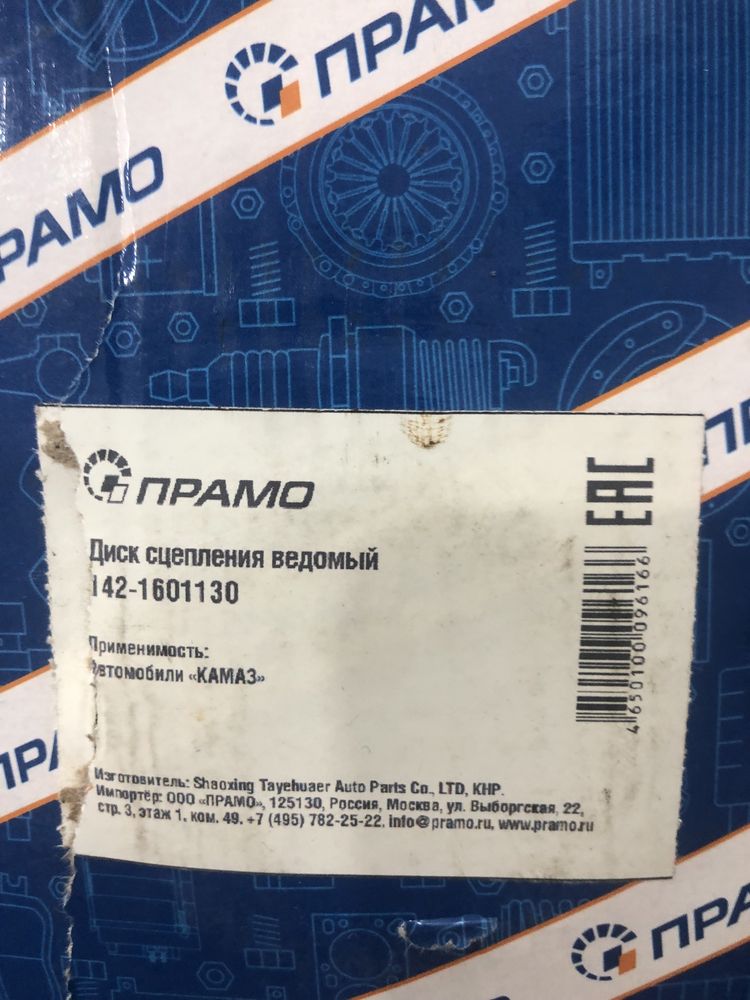 ПРАМО
ПРАМО
ПРАМО
Диск сцепления ведомый
142-1601130
EAC
Применимость:
Автомобили «КАМАЗ»
4650100096166
Изготовитель: Shaoxing Tayehuaer Auto Parts Co., LTD, КНР.
Импортёр: ООО «ПРАМО», 125130, Россия, Москва, ул. Выборгская, 22,
стр. 3, этаж 1, ком. 49, +7 (495) 782-25-22, info@pramo.ru, www.pramo.ru
ПРАМО